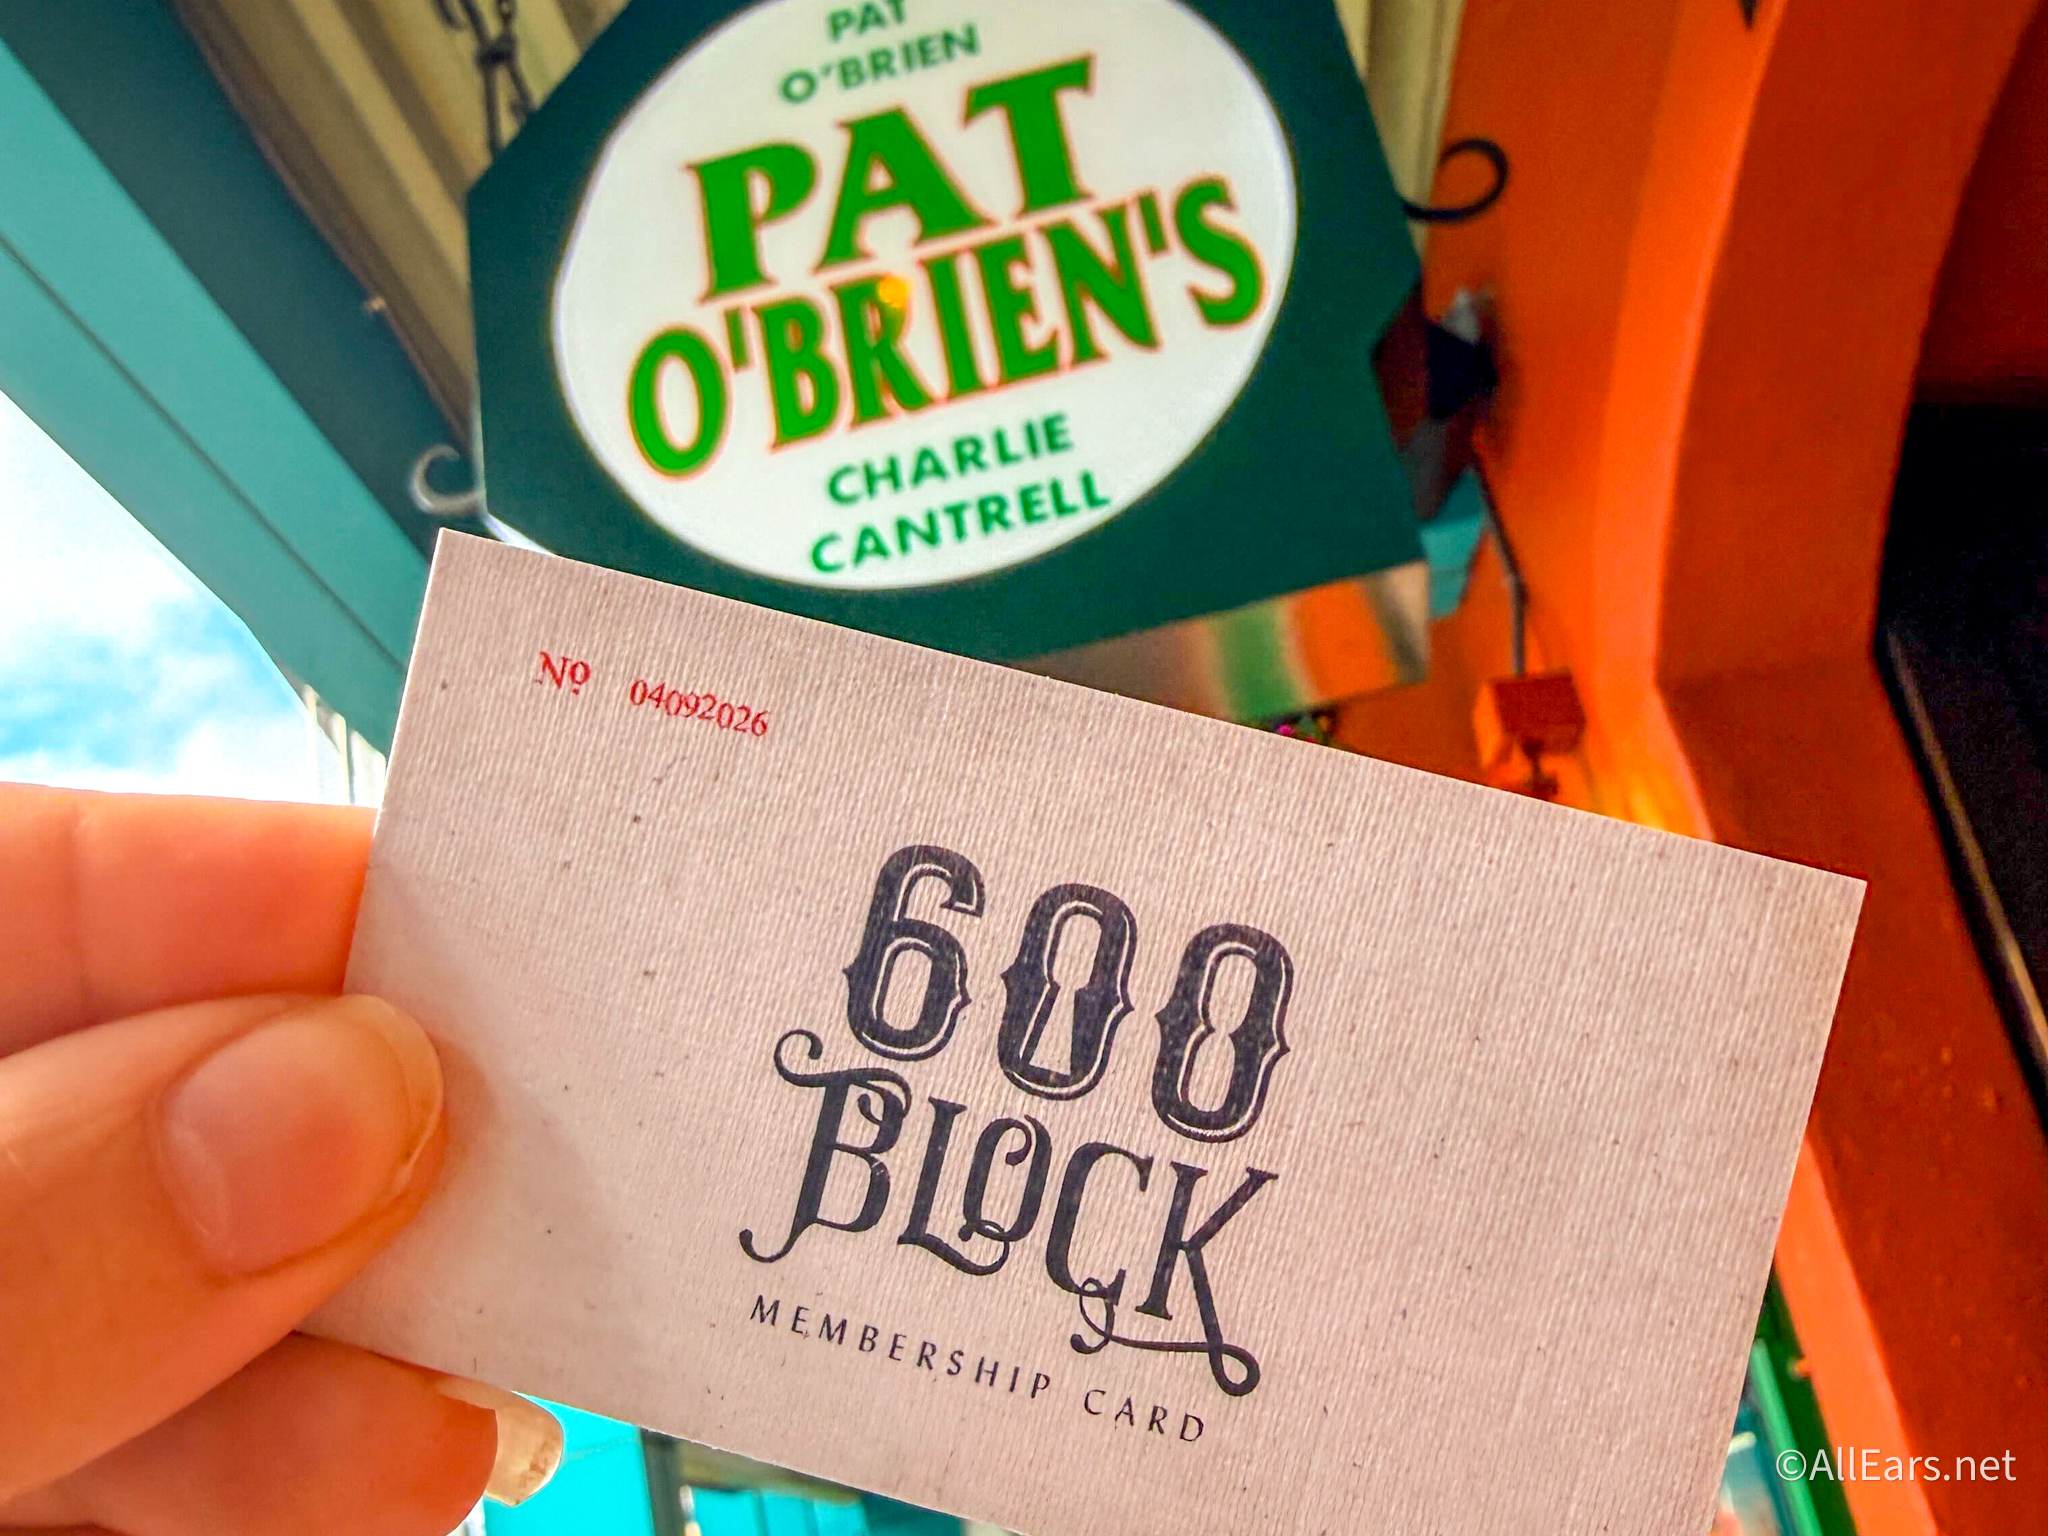 PAT
O'BRIEN
PAT
O'BRIEN'S
CHARLIE
CANTRELL
Nº 04092026
600
BLOCK
MEMBERSHIP CARD
©AllEars.net